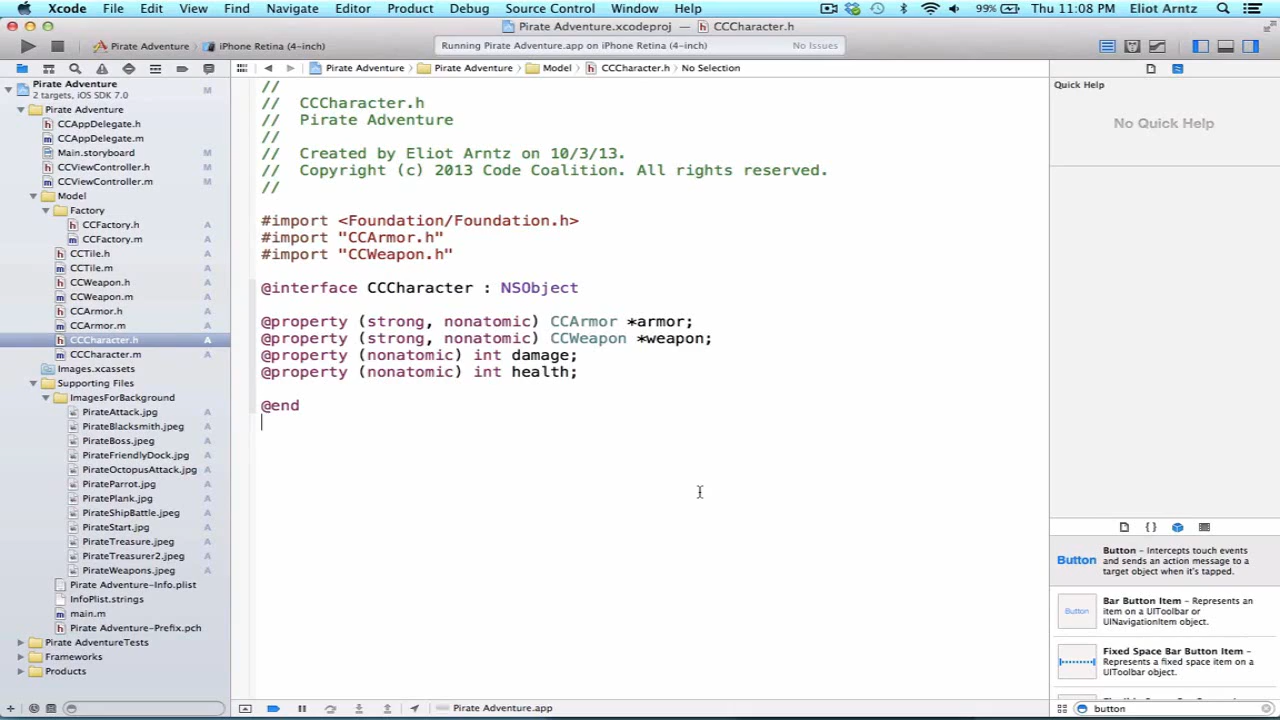 Xcode File Edit View Find Navigate Editor Product Debug Source Control Window Help 99% Thu 11:08 PM Eliot Arntz
Pirate Adventure.xcodeproj — CCCharacter.h
Pirate Adventure iPhone Retina (4-inch) Running Pirate Adventure.app on iPhone Retina (4-inch) No Issues
Pirate Adventure Pirate Adventure Model CCCharacter.h No Selection
Pirate Adventure M
2 targets, iOS SDK 7.0
Pirate Adventure
CCAppDelegate.h
CCAppDelegate.m
Main.storyboard M
CCViewController.h M
CCViewController.m M
Model
Factory
CCFactory.h A
CCFactory.m A
CCTile.h A
CCTile.m A
CCWeapon.h A
CCWeapon.m A
CCArmor.h A
CCArmor.m A
CCCharacter.h A
CCCharacter.m A
Images.xcassets
Supporting Files
ImagesForBackground
PirateAttack.jpg A
PirateBlacksmith.jpeg A
PirateBoss.jpeg A
PirateFriendlyDock.jpg A
PirateOctopusAttack.jpg A
PirateParrot.jpg A
PiratePlank.jpg A
PirateShipBattle.jpeg A
PirateStart.jpg A
PirateTreasure.jpeg A
PirateTreasurer2.jpeg A
PirateWeapons.jpeg A
Pirate Adventure-Info.plist
InfoPlist.strings
main.m
Pirate Adventure-Prefix.pch
Pirate AdventureTests
Frameworks
Products
//
// CCCharacter.h
// Pirate Adventure
//
// Created by Eliot Arntz on 10/3/13.
// Copyright (c) 2013 Code Coalition. All rights reserved.
//
#import <Foundation/Foundation.h>
#import "CCArmor.h"
#import "CCWeapon.h"
@interface CCCharacter : NSObject
@property (strong, nonatomic) CCArmor *armor;
@property (strong, nonatomic) CCWeapon *weapon;
@property (nonatomic) int damage;
@property (nonatomic) int health;
@end
Pirate Adventure.app
Quick Help
No Quick Help
Button
Button – Intercepts touch events
and sends an action message to a
target object when it's tapped.
Button
Bar Button Item – Represents an
item on a UIToolbar or
UINavigationItem object.
Fixed Space Bar Button Item –
Represents a fixed space item on a
UIToolbar object.
button